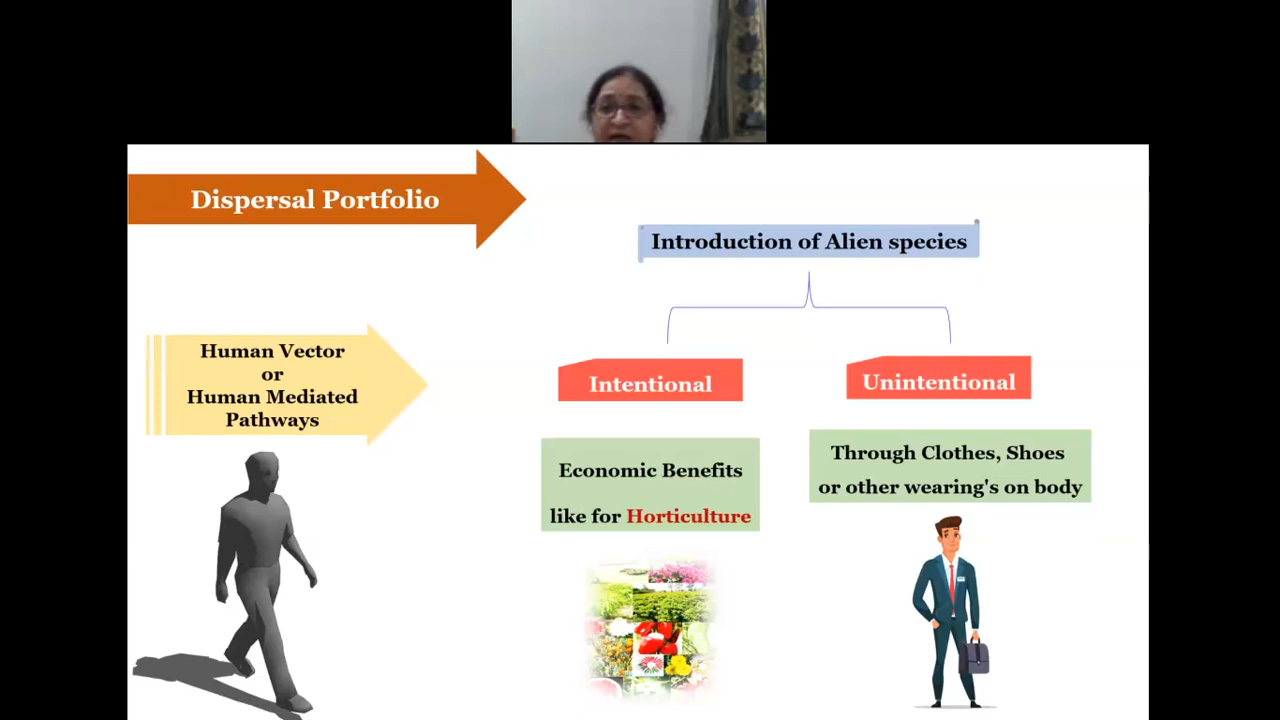 Dispersal Portfolio
Introduction of Alien species
Human Vector
or
Human Mediated
Pathways
Intentional
Unintentional
Economic Benefits
like for Horticulture
Through Clothes, Shoes
or other wearing's on body